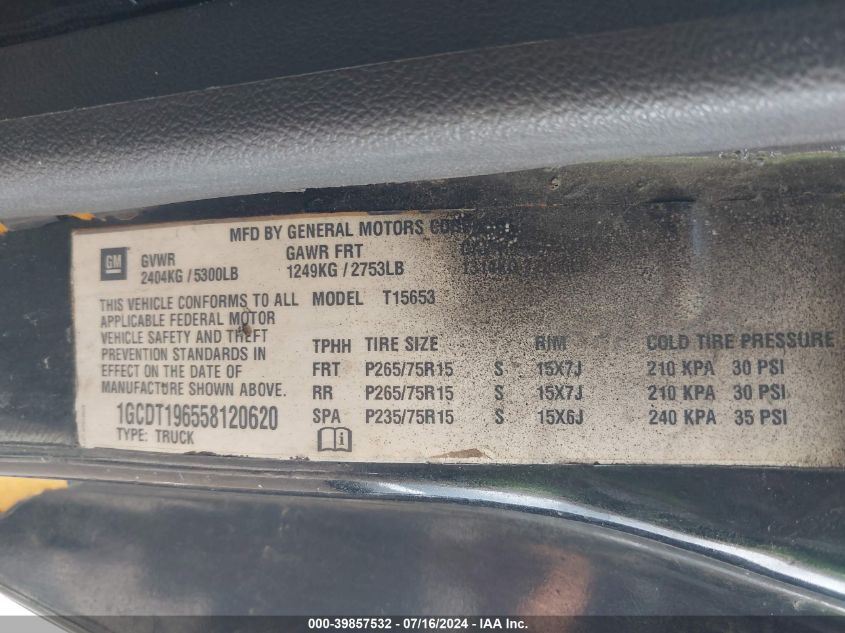 MFD BY GENERAL MOTORS
GM
GVWR GAWR FRT
2404KG / 5300LB 1249KG / 2753LB
THIS VEHICLE CONFORMS TO ALL
APPLICABLE FEDERAL MOTOR
VEHICLE SAFETY AND THEFT
PREVENTION STANDARDS IN
EFFECT ON THE DATE OF
MANUFACTURE SHOWN ABOVE.
1GCDT196558120620
TYPE: TRUCK
MODEL T15653
TPHH TIRE SIZE RIM COLD TIRE PRESSURE
FRT P265/75R15 S 15X7J 210 KPA 30 PSI
RR P265/75R15 S 15X7J 210 KPA 30 PSI
SPA P235/75R15 S 15X6J 240 KPA 35 PSI
000-39857532 - 07/16/2024 - IAA Inc.